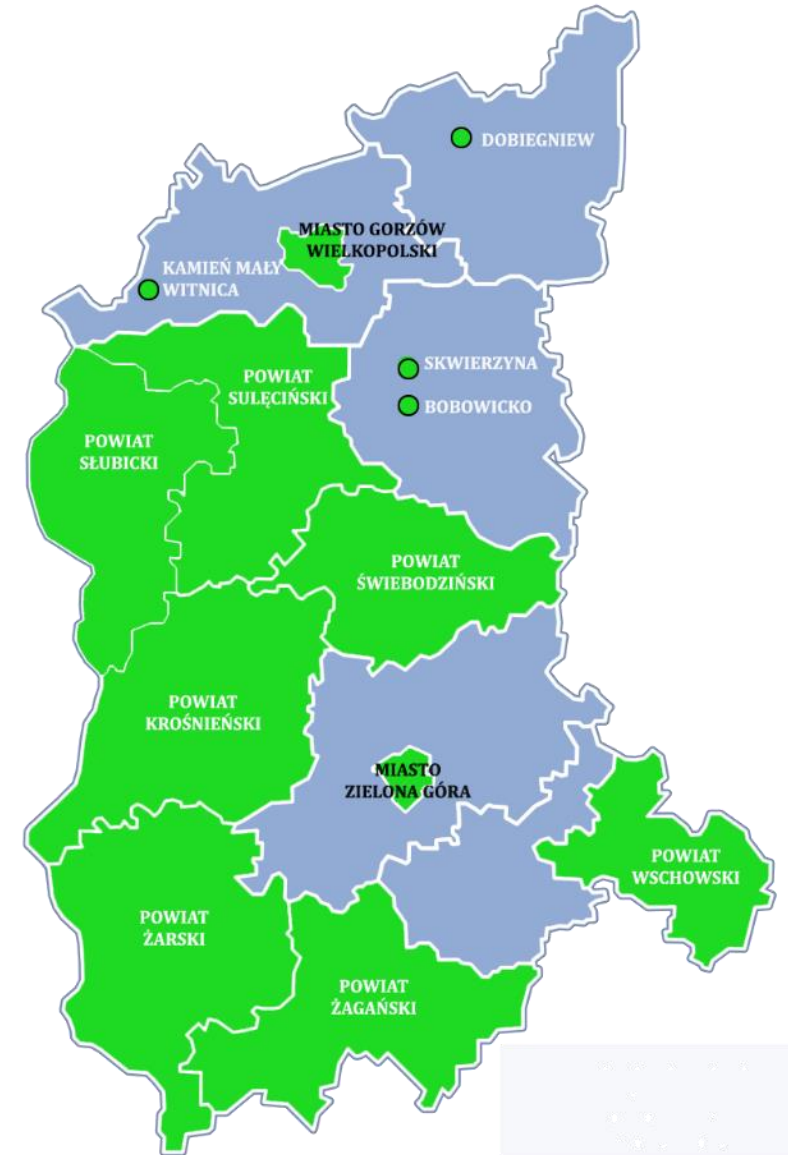 DOBIEGNIEW
MIASTO GORZÓW
WIELKOPOLSKI
KAMIEŃ MAŁY
WITNICA
SKWIERZYNA
BOBOWICKO
POWIAT
SULĘCIŃSKI
POWIAT
SŁUBICKI
POWIAT
ŚWIEBODZIŃSKI
POWIAT
KROŚNIEŃSKI
MIASTO
ZIELONA GÓRA
POWIAT
WSCHOWSKI
POWIAT
ŻARSKI
POWIAT
ŻAGAŃSKI